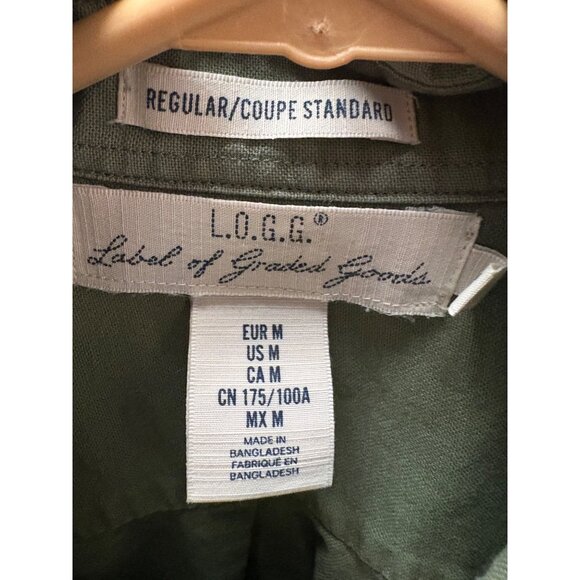 REGULAR/COUPE STANDARD
L.O.G.G.®
Label of Graded Goods
EUR M
US M
CA M
CN 175/100A
MX M
MADE IN
BANGLADESH
FABRIQUÉ EN
BANGLADESH